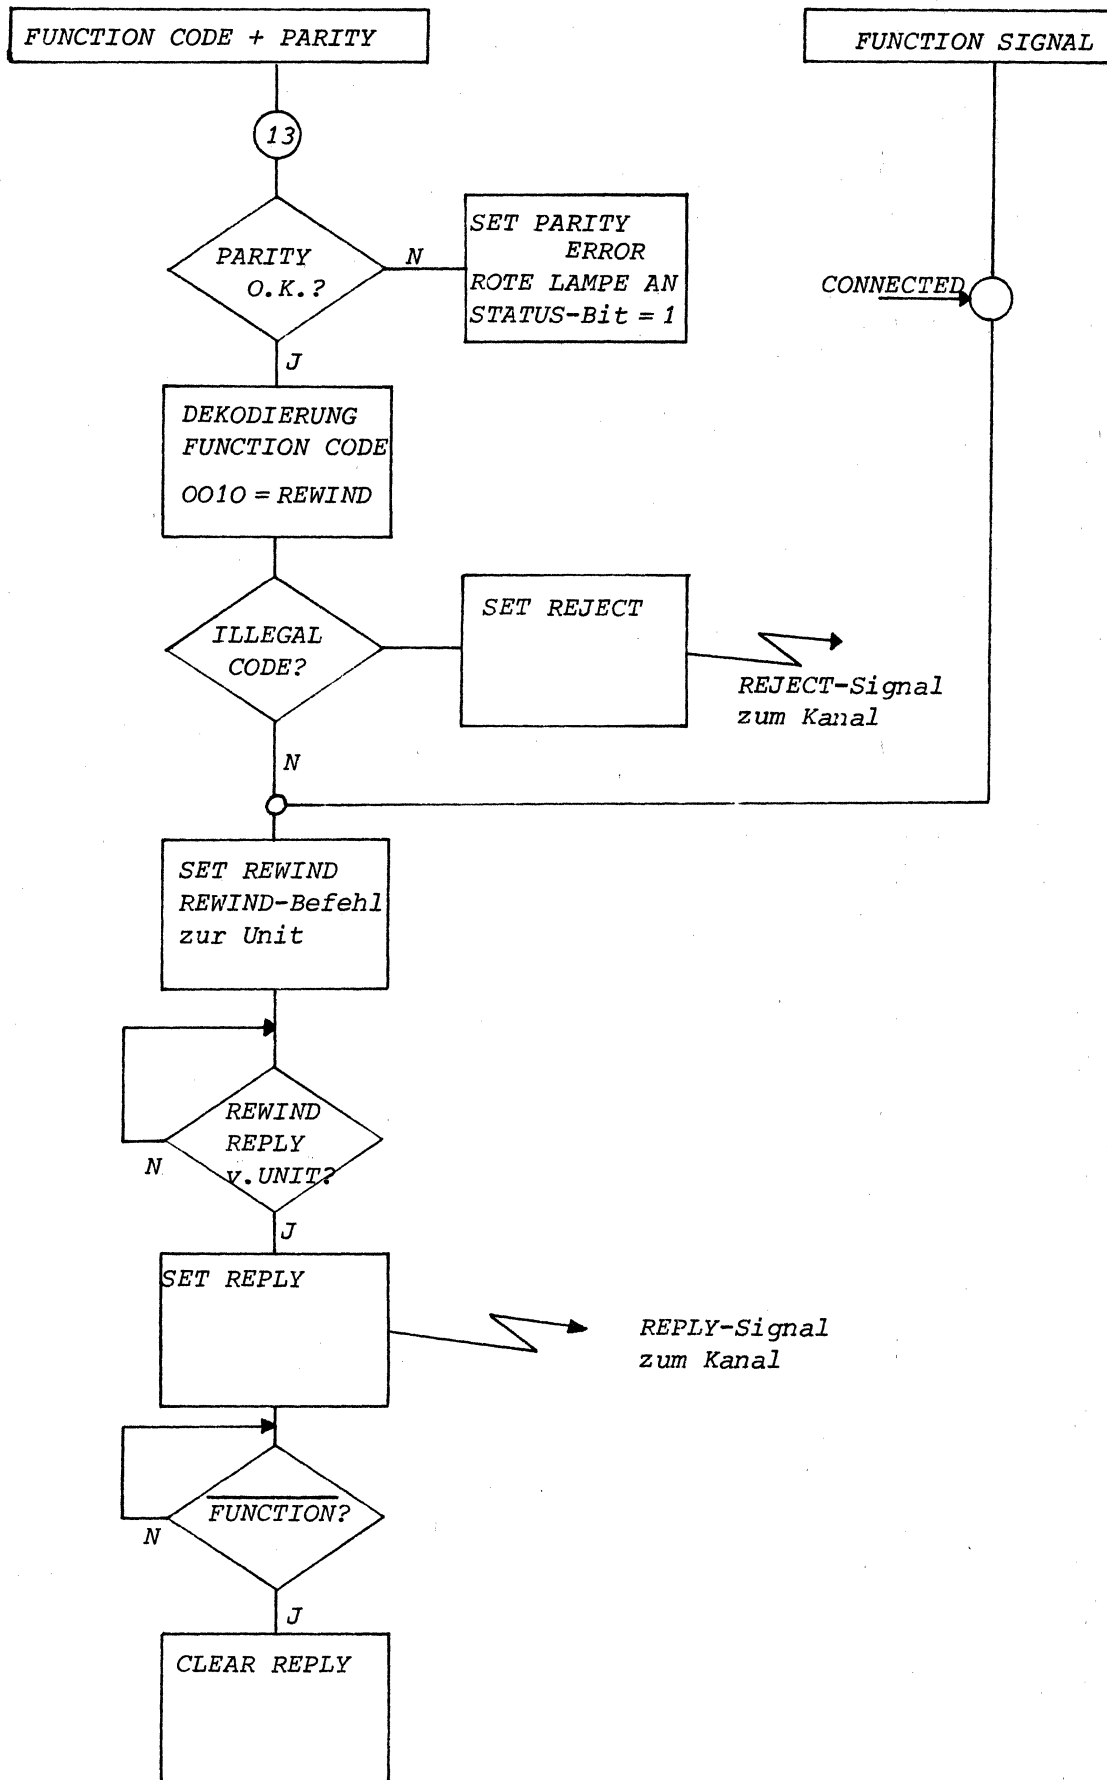 FUNCTION CODE + PARITY
FUNCTION SIGNAL
13
PARITY
O.K.?
N
SET PARITY
ERROR
ROTE LAMPE AN
STATUS-Bit = 1
CONNECTED
J
DEKODIERUNG
FUNCTION CODE
0010 = REWIND
ILLEGAL
CODE?
SET REJECT
REJECT-Signal
zum Kanal
N
SET REWIND
REWIND-Befehl
zur Unit
REWIND
REPLY
v. UNIT?
N
J
SET REPLY
REPLY-Signal
zum Kanal
FUNCTION?
N
J
CLEAR REPLY